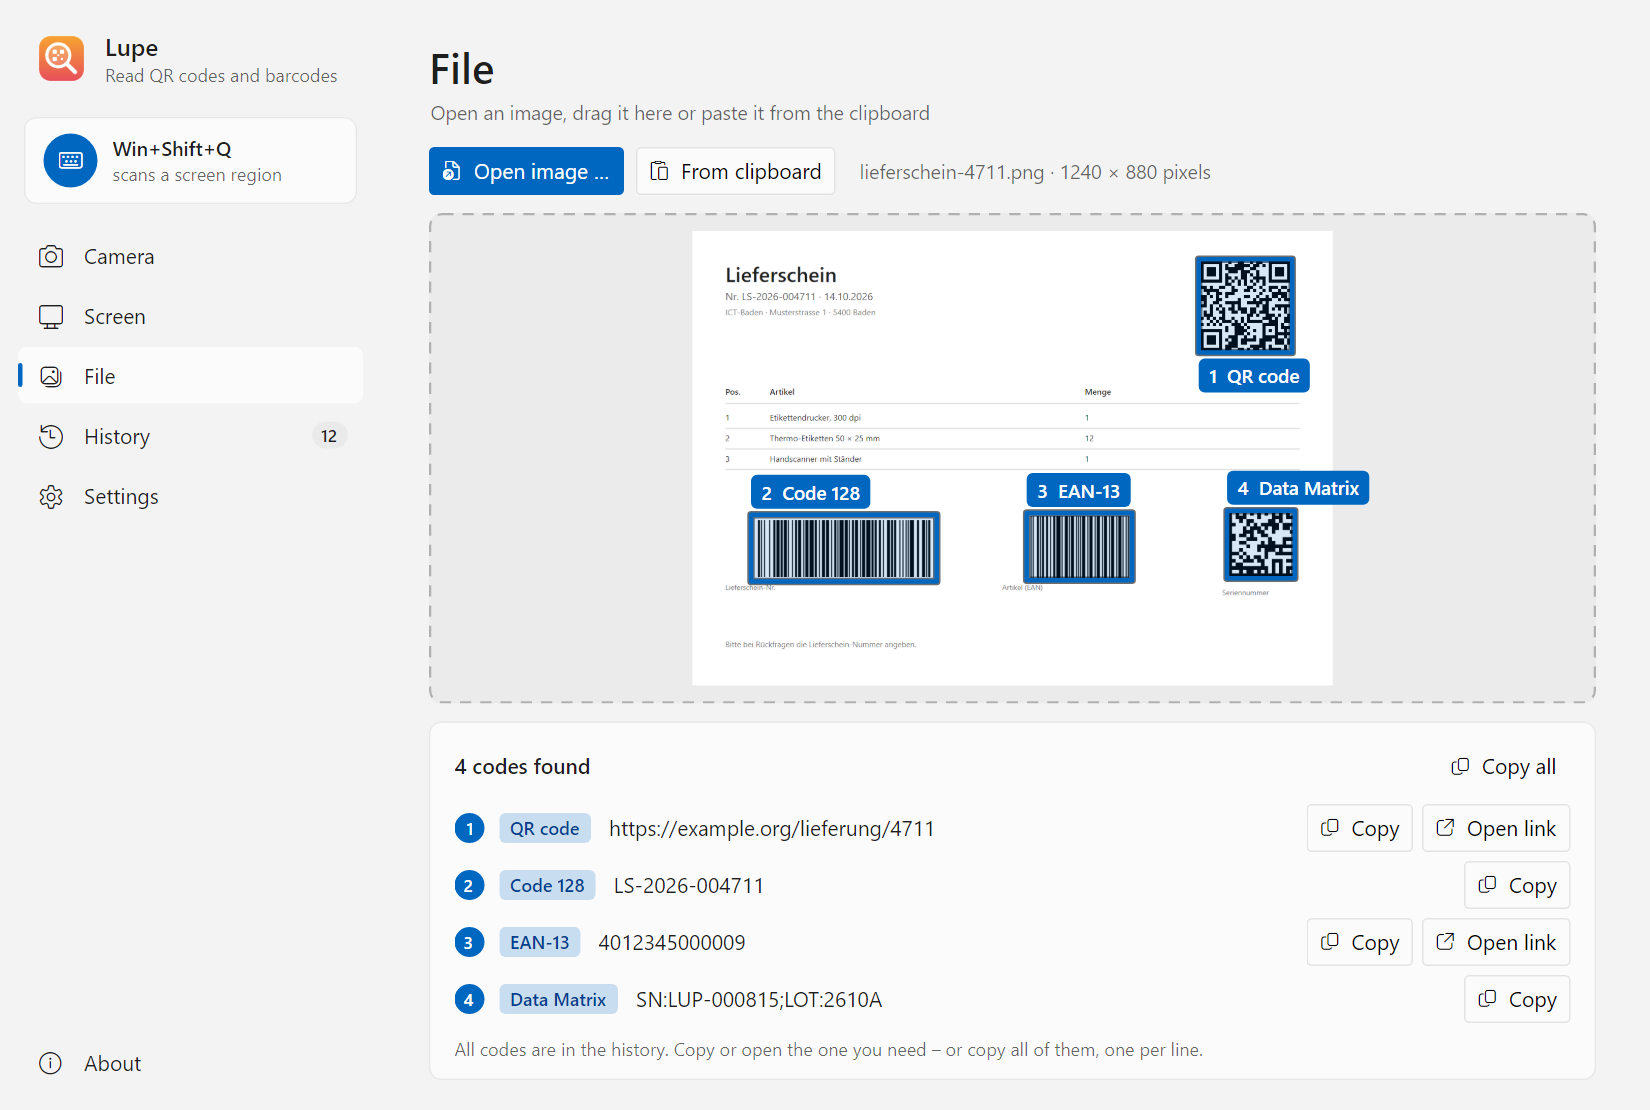 Lupe
Read QR codes and barcodes
Win+Shift+Q
scans a screen region
Camera
Screen
File
History
12
Settings
About
File
Open an image, drag it here or paste it from the clipboard
Open image ...
From clipboard
lieferschein-4711.png · 1240 × 880 pixels
Lieferschein
Nr. LS-2026-004711 · 14.10.2026
ICT-Baden · Musterstrasse 1 · 5400 Baden
1 QR code
Pos. Artikel Menge
1 Etikettendrucker, 300 dpi 1
2 Thermo-Etiketten 50 × 25 mm 12
3 Handscanner mit Ständer 1
2 Code 128
3 EAN-13
4 Data Matrix
Lieferschein-Nr.
Artikel (EAN)
Seriennummer
Bitte bei Rückfragen die Lieferschein-Nummer angeben.
4 codes found
Copy all
1 QR code https://example.org/lieferung/4711 Copy Open link
2 Code 128 LS-2026-004711 Copy
3 EAN-13 4012345000009 Copy Open link
4 Data Matrix SN:LUP-000815;LOT:2610A Copy
All codes are in the history. Copy or open the one you need – or copy all of them, one per line.